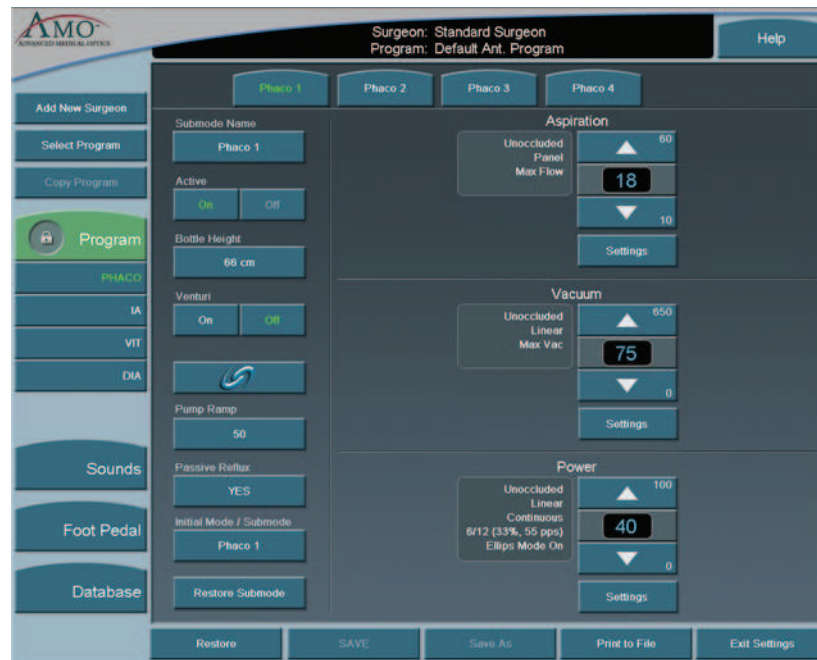 AMO
ADVANCED MEDICAL OPTICS
Surgeon: Standard Surgeon
Program: Default Ant. Program
Help
Add New Surgeon
Select Program
Copy Program
Program
PHACO
IA
VIT
DIA
Sounds
Foot Pedal
Database
Phaco 1
Phaco 2
Phaco 3
Phaco 4
Submode Name
Phaco 1
Active
On
Off
Bottle Height
66 cm
Venturi
On
Off
Pump Ramp
50
Passive Reflux
YES
Initial Mode / Submode
Phaco 1
Restore Submode
Aspiration
Unoccluded
Panel
Max Flow
60
18
10
Settings
Vacuum
Unoccluded
Linear
Max Vac
650
75
0
Settings
Power
Unoccluded
Linear
Continuous
6/12 (33%, 55 pps)
Ellips Mode On
100
40
0
Settings
Restore
SAVE
Save As
Print to File
Exit Settings